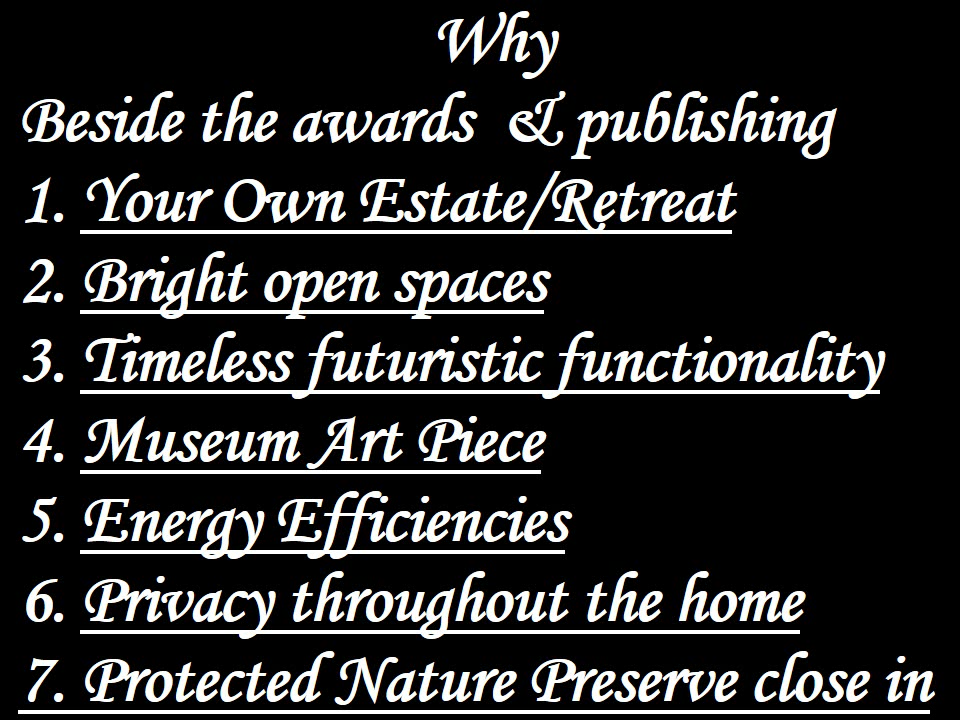 Why
Beside the awards & publishing
1. Your Own Estate/Retreat
2. Bright open spaces
3. Timeless futuristic functionality
4. Museum Art Piece
5. Energy Efficiencies
6. Privacy throughout the home
7. Protected Nature Preserve close in